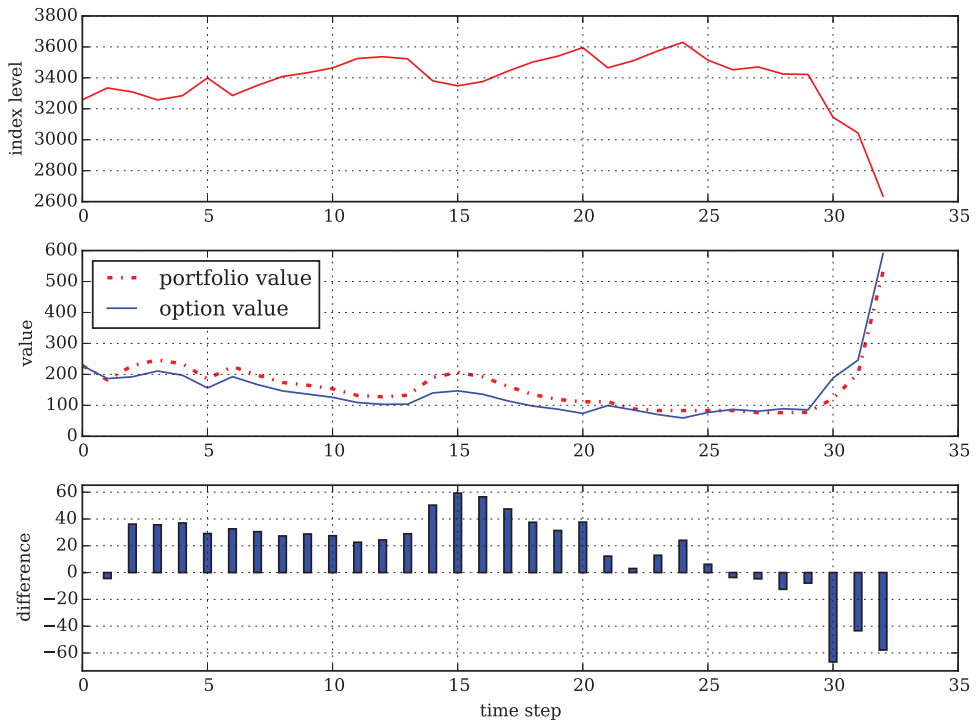 3800
3600
3400
3200
3000
2800
2600
index level
0 5 10 15 20 25 30 35
600
500
400
300
200
100
0
value
portfolio value
option value
0 5 10 15 20 25 30 35
60
40
20
0
−20
−40
−60
difference
0 5 10 15 20 25 30 35
time step